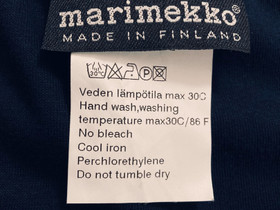 marimekko®
MADE IN FINLAND
Veden lämpötila max 30C
Hand wash,washing
temperature max30C/86 F
No bleach
Cool iron
Perchlorethylene
Do not tumble dry